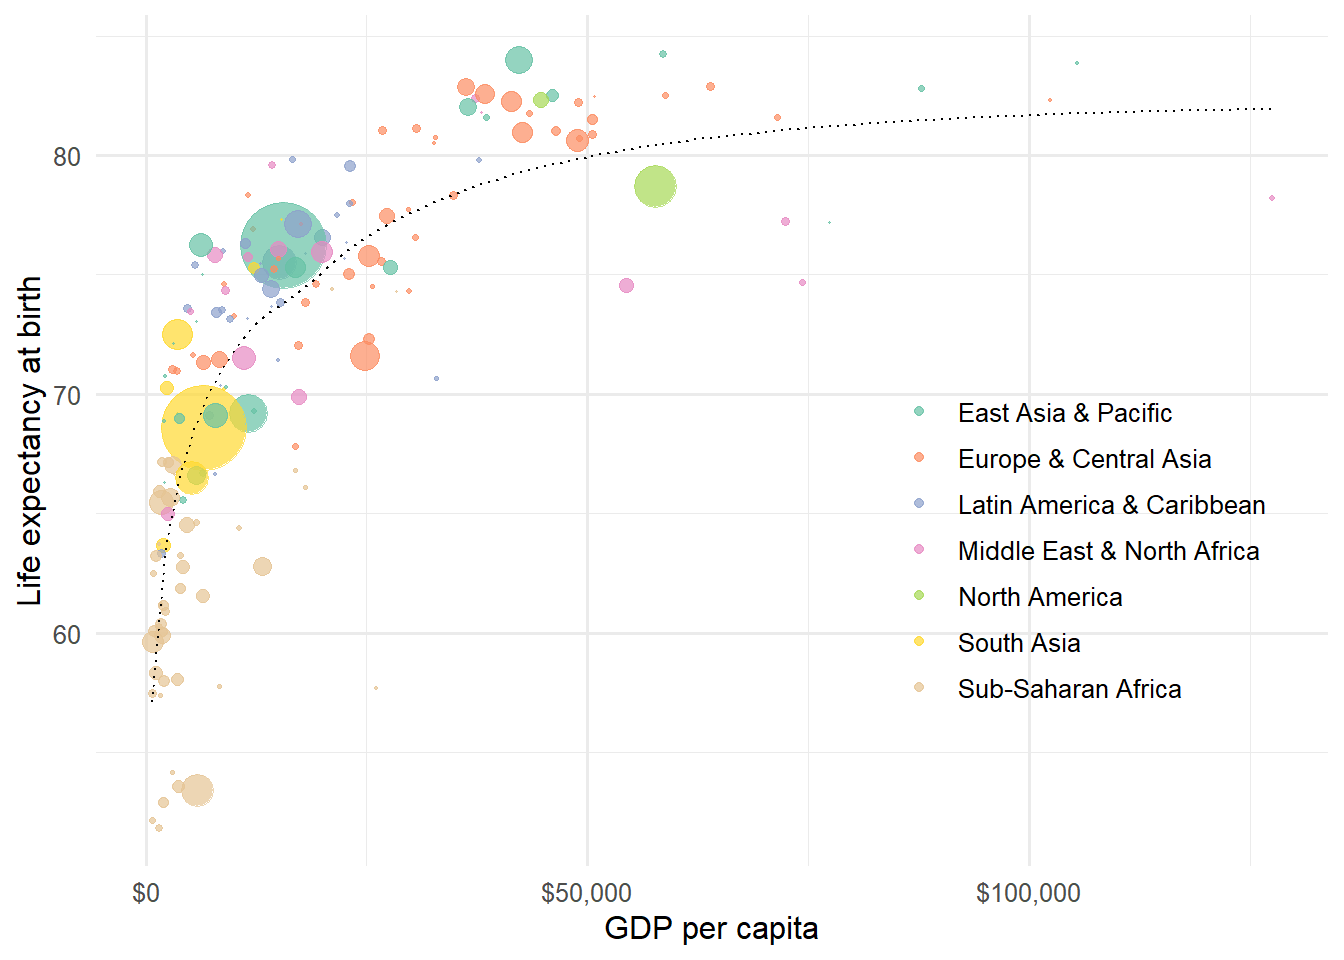 Life expectancy at birth
80
70
60
East Asia & Pacific
Europe & Central Asia
Latin America & Caribbean
Middle East & North Africa
North America
South Asia
Sub-Saharan Africa
$0
$50,000
$100,000
GDP per capita